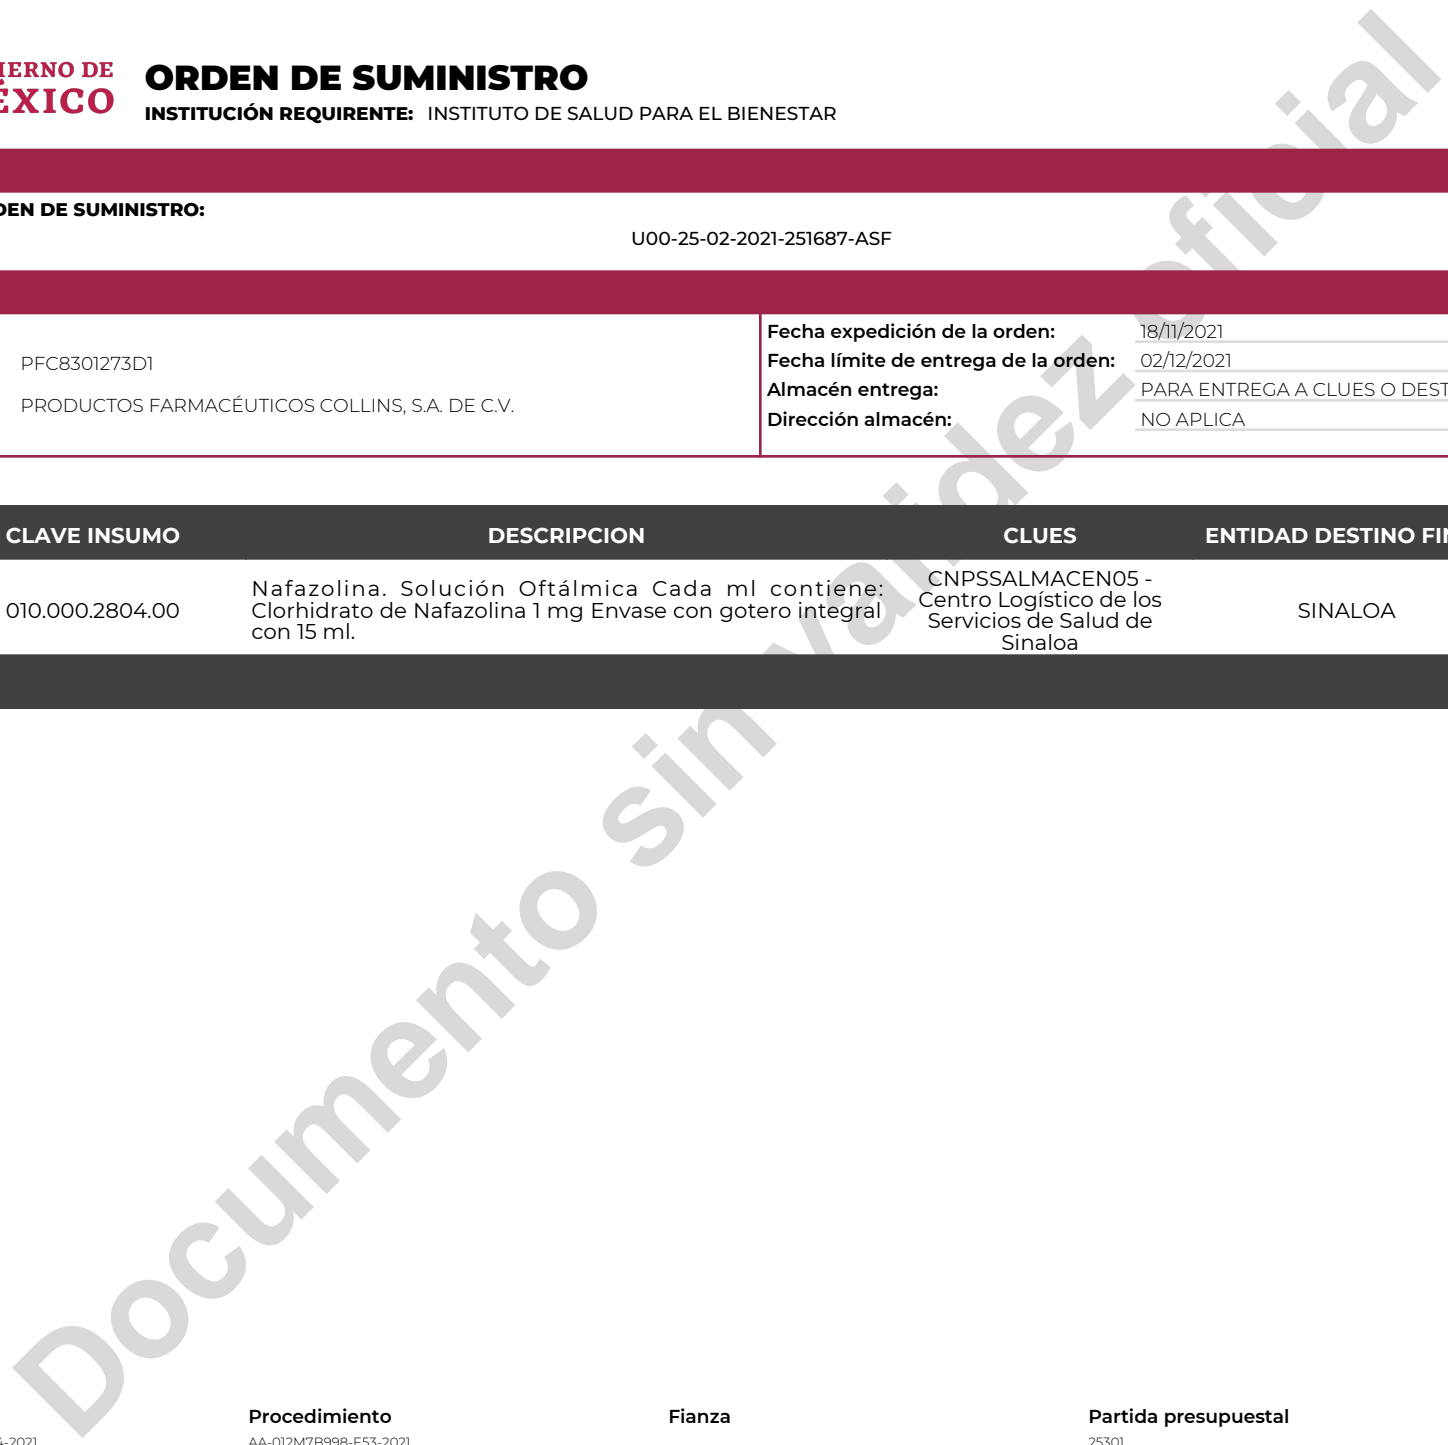 ORDEN DE SUMINISTRO
INSTITUCIÓN REQUIRENTE: INSTITUTO DE SALUD PARA EL BIENESTAR
DE
DE SUMINISTRO:
U00-25-02-2021-251687-ASF
PFC8301273D1
PRODUCTOS FARMACÉUTICOS COLLINS, S.A. DE C.V.
Fecha expedición de la orden: 18/11/2021
Fecha límite de entrega de la orden: 02/12/2021
Almacén entrega: PARA ENTREGA A CLUES O
Dirección almacén: NO APLICA
CLAVE INSUMO DESCRIPCION CLUES ENTIDAD DESTINO
010.000.2804.00
Nafazolina. Solución Oftálmica Cada ml contiene:
Clorhidrato de Nafazolina 1 mg Envase con gotero integral
con 15 ml.
CNPSSALMACEN05 -
Centro Logístico de los
Servicios de Salud de
Sinaloa
SINALOA
Documento sin validez oficial
Procedimiento Fianza Partida presupuestal
AA-012M7B998-E53-2021 25301